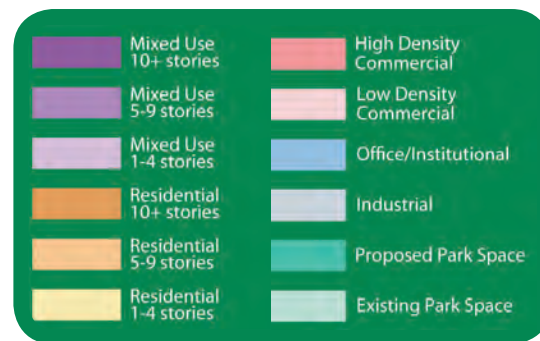 Mixed Use
10+ stories
Mixed Use
5-9 stories
Mixed Use
1-4 stories
Residential
10+ stories
Residential
5-9 stories
Residential
1-4 stories
High Density
Commercial
Low Density
Commercial
Office/Institutional
Industrial
Proposed Park Space
Existing Park Space